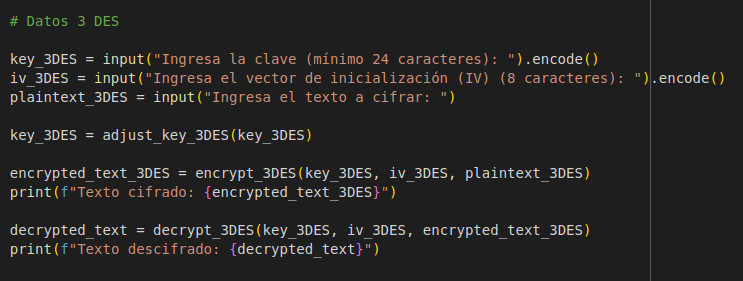 # Datos 3 DES
key_3DES = input("Ingresa la clave (mínimo 24 caracteres): ").encode()
iv_3DES = input("Ingresa el vector de inicialización (IV) (8 caracteres): ").encode()
plaintext_3DES = input("Ingresa el texto a cifrar: ")
key_3DES = adjust_key_3DES(key_3DES)
encrypted_text_3DES = encrypt_3DES(key_3DES, iv_3DES, plaintext_3DES)
print(f"Texto cifrado: {encrypted_text_3DES}")
decrypted_text = decrypt_3DES(key_3DES, iv_3DES, encrypted_text_3DES)
print(f"Texto descifrado: {decrypted_text}")